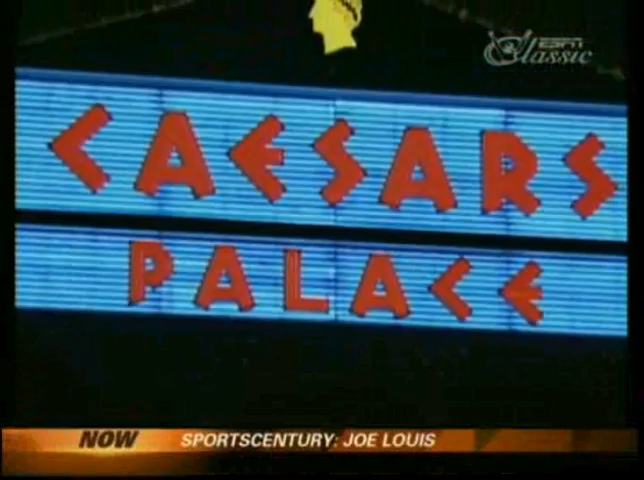 ESPN
Classic
CAESARS
PALACE
NOW SPORTSCENTURY: JOE LOUIS